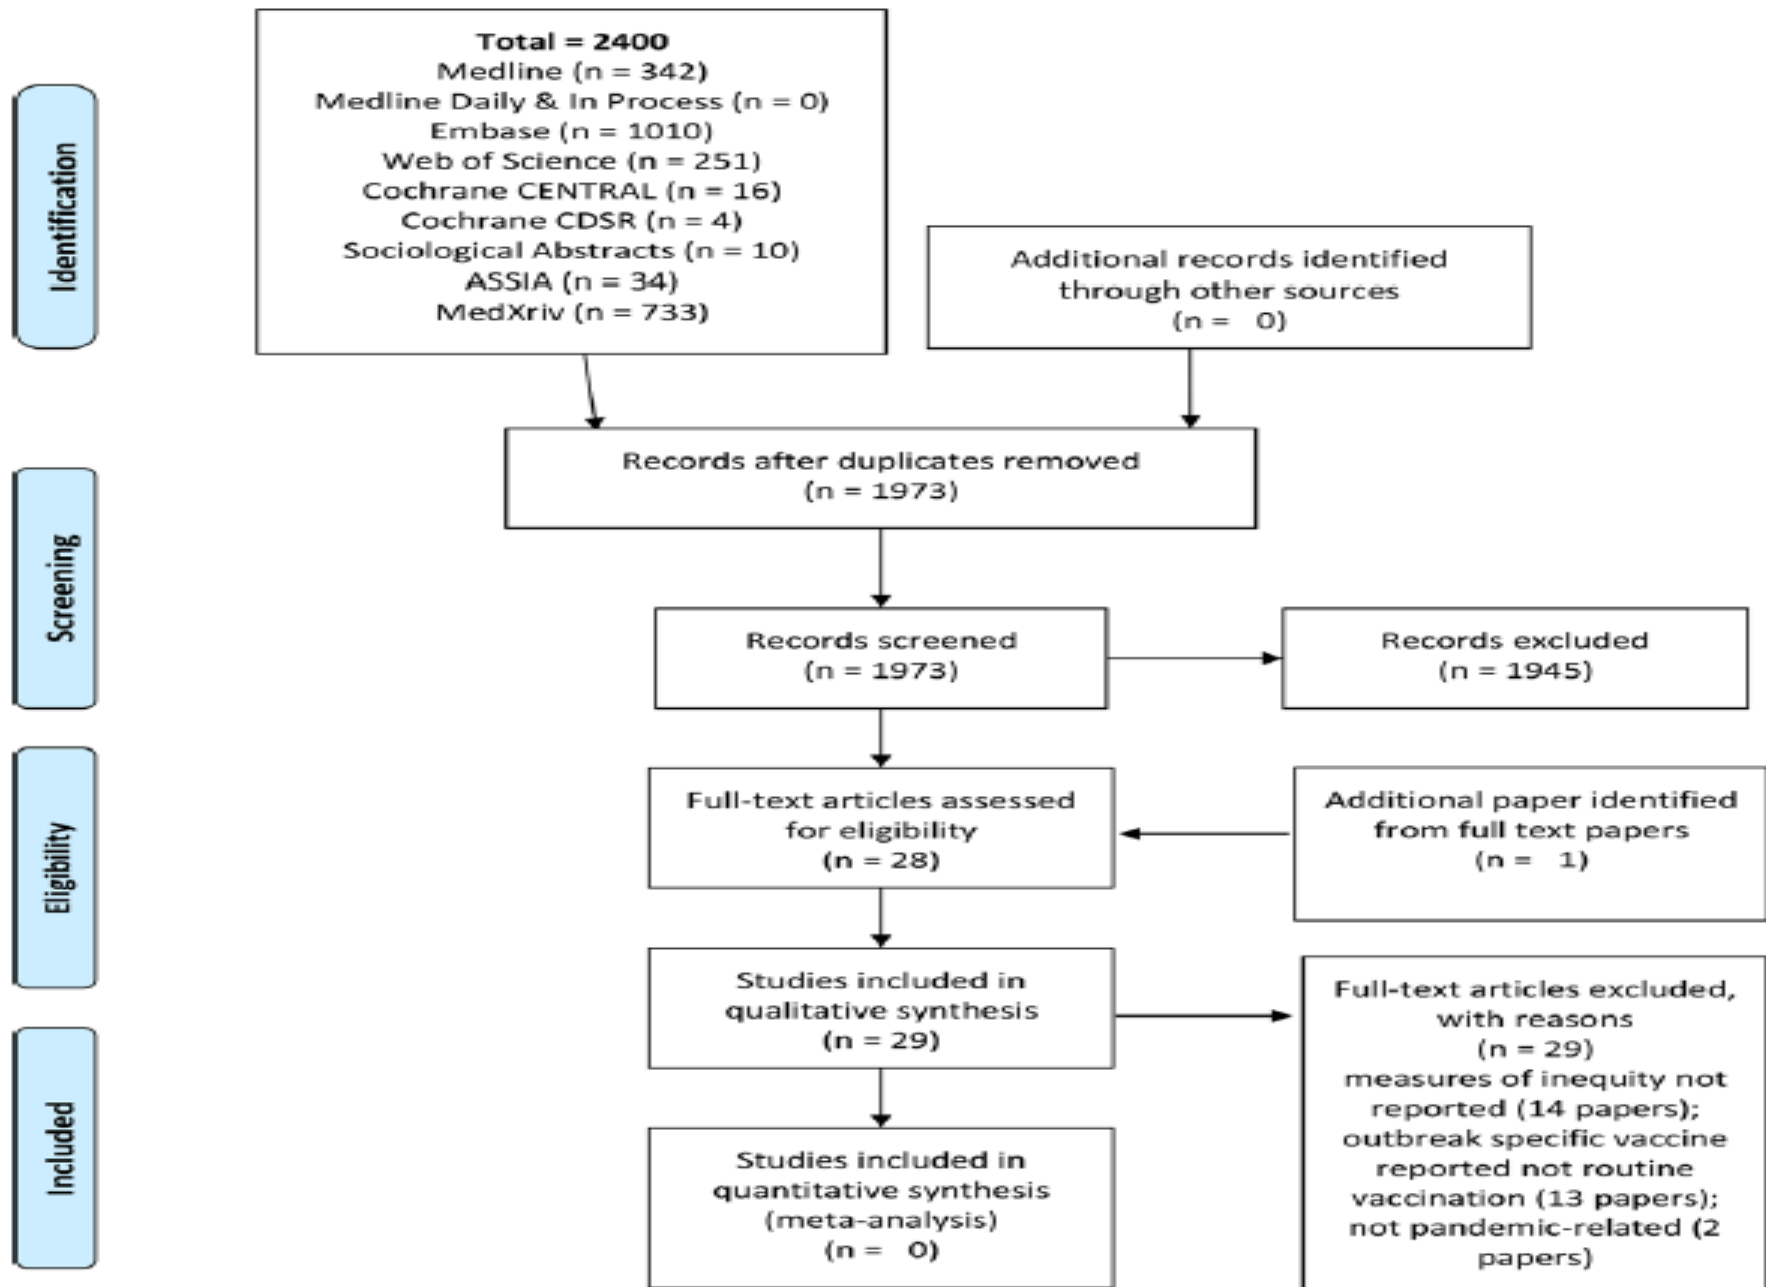 Identification
Total = 2400
Medline (n = 342)
Medline Daily & In Process (n = 0)
Embase (n = 1010)
Web of Science (n = 251)
Cochrane CENTRAL (n = 16)
Cochrane CDSR (n = 4)
Sociological Abstracts (n = 10)
ASSIA (n = 34)
MedXriv (n = 733)
Additional records identified
through other sources
(n = 0)
Screening
Records after duplicates removed
(n = 1973)
Records screened
(n = 1973)
Records excluded
(n = 1945)
Eligibility
Full-text articles assessed
for eligibility
(n = 28)
Additional paper identified
from full text papers
(n = 1)
Studies included in
qualitative synthesis
(n = 29)
Full-text articles excluded,
with reasons
(n = 29)
measures of inequity not
reported (14 papers);
outbreak specific vaccine
reported not routine
vaccination (13 papers);
not pandemic-related (2
papers)
Included
Studies included in
quantitative synthesis
(meta-analysis)
(n = 0)